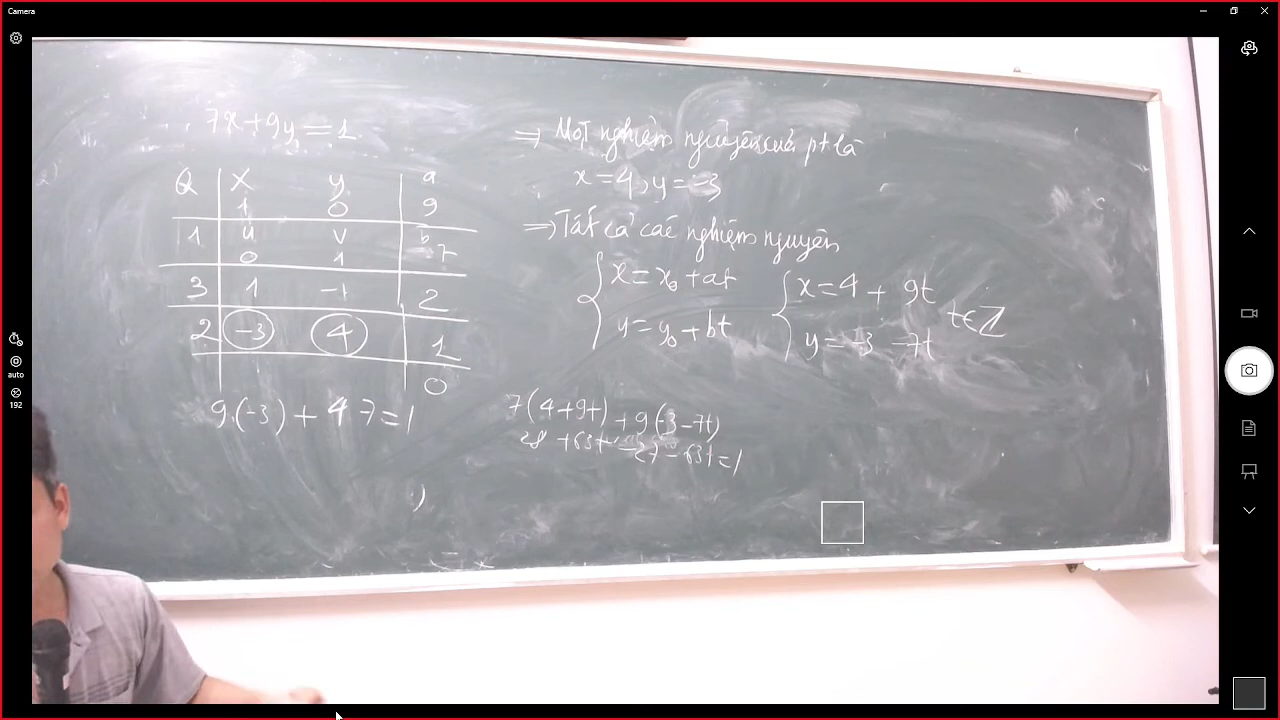 Camera
7x+9y=1
Q x y a
1 0 9
1 u v b
0 1 7
3 1 -1 2
2 -3 4 1
0
9.(-3)+4 7=1
=> Một nghiệm nguyên của pt là
x=4, y=-3
=> Tất cả các nghiệm nguyên
x=x₀+at
y=y₀+bt
x=4+9t
y=-3-7t
t∈Z
7(4+9t)+9(-3-7t)
28+63t-27-63t=1
auto
192